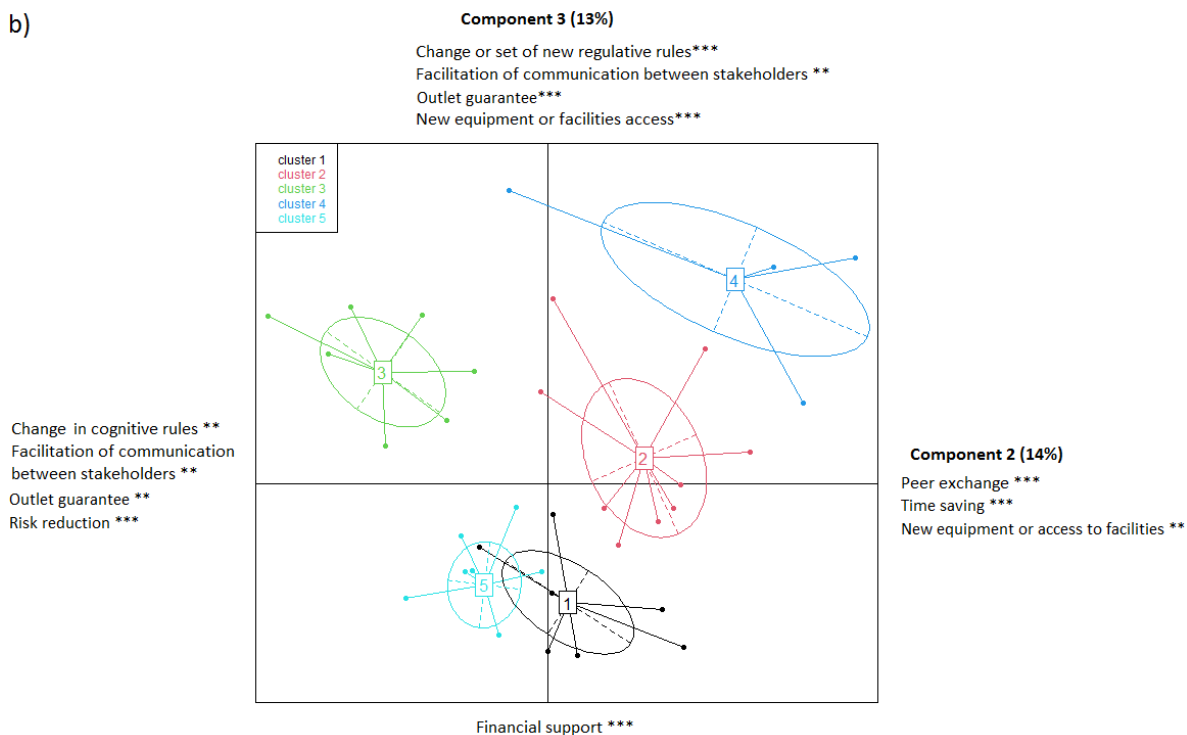 b)
Component 3 (13%)
Change or set of new regulative rules***
Facilitation of communication between stakeholders **
Outlet guarantee***
New equipment or facilities access***
cluster 1
cluster 2
cluster 3
cluster 4
cluster 5
4
3
2
5
1
Change in cognitive rules **
Facilitation of communication
between stakeholders **
Outlet guarantee **
Risk reduction ***
Component 2 (14%)
Peer exchange ***
Time saving ***
New equipment or access to facilities **
Financial support ***